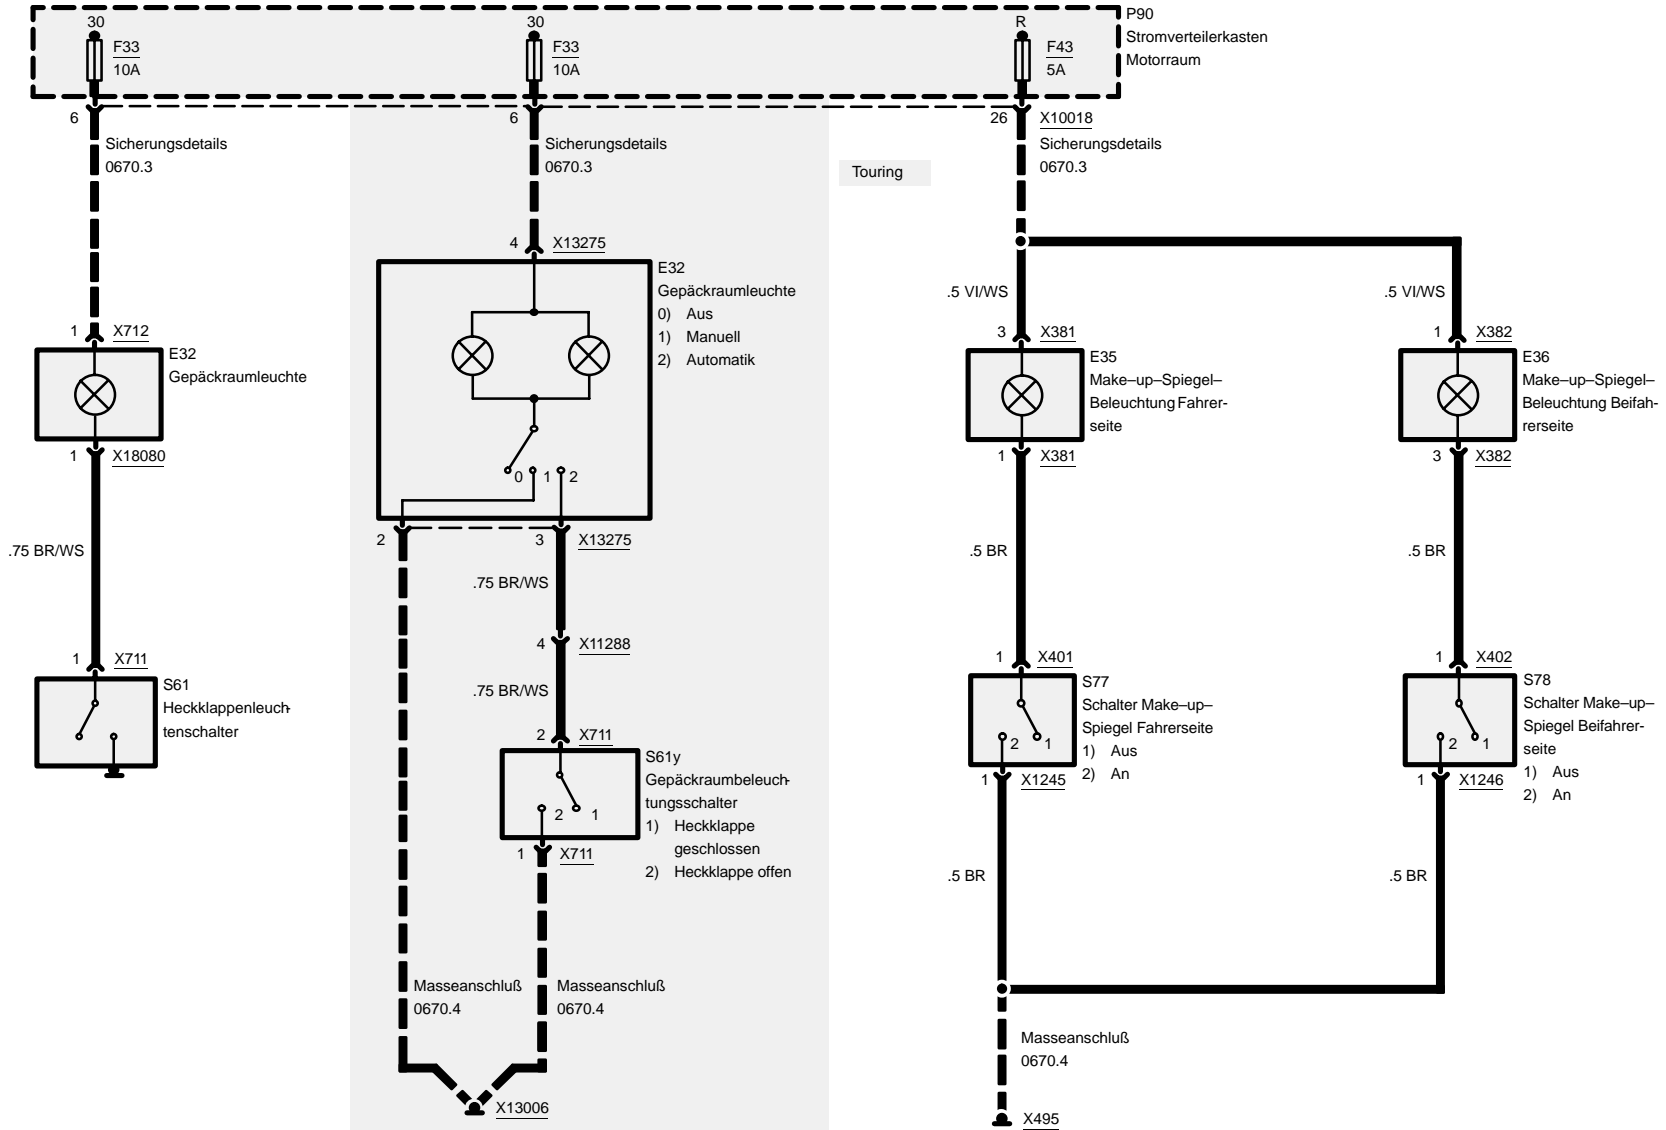 30
F33
10A
30
F33
10A
R
F43
5A
P90
Stromverteilerkasten
Motorraum
6
6
26
X10018
Sicherungsdetails
0670.3
Sicherungsdetails
0670.3
Touring
Sicherungsdetails
0670.3
1
X712
E32
Gepäckraumleuchte
1
X18080
.75 BR/WS
1
X711
S61
Heckklappenleuch-
tenschalter
4
X13275
E32
Gepäckraumleuchte
0) Aus
1) Manuell
2) Automatik
0
1
2
2
3
X13275
.75 BR/WS
4
X11288
.75 BR/WS
2
X711
S61y
Gepäckraumbeleuch-
tungsschalter
1) Heckklappe
geschlossen
2) Heckklappe offen
2
1
1
X711
Masseanschluß
0670.4
Masseanschluß
0670.4
X13006
.5 VI/WS
.5 VI/WS
3
X381
E35
Make–up–Spiegel–
Beleuchtung Fahrer-
seite
1
X381
.5 BR
1
X401
S77
Schalter Make–up–
Spiegel Fahrerseite
1) Aus
2) An
2
1
1
X1245
.5 BR
1
X382
E36
Make–up–Spiegel–
Beleuchtung Beifah-
rerseite
3
X382
.5 BR
1
X402
S78
Schalter Make–up–
Spiegel Beifahrer-
seite
1) Aus
2) An
2
1
1
X1246
.5 BR
Masseanschluß
0670.4
X495